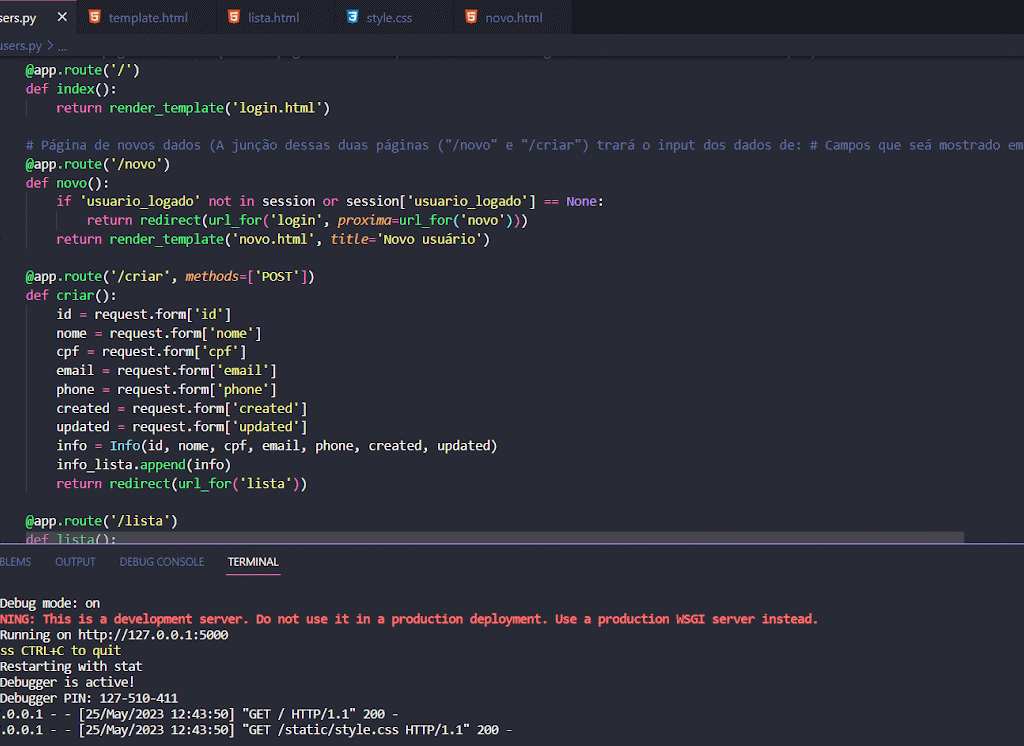 sers.py template.html lista.html style.css novo.html
users.py > ...
@app.route('/')
def index():
    return render_template('login.html')
# Página de novos dados (A junção dessas duas páginas ("/novo" e "/criar") trará o input dos dados de: # Campos que seá mostrado em
@app.route('/novo')
def novo():
    if 'usuario_logado' not in session or session['usuario_logado'] == None:
        return redirect(url_for('login', proxima=url_for('novo')))
    return render_template('novo.html', title='Novo usuário')
@app.route('/criar', methods=['POST'])
def criar():
    id = request.form['id']
    nome = request.form['nome']
    cpf = request.form['cpf']
    email = request.form['email']
    phone = request.form['phone']
    created = request.form['created']
    updated = request.form['updated']
    info = Info(id, nome, cpf, email, phone, created, updated)
    info_lista.append(info)
    return redirect(url_for('lista'))
@app.route('/lista')
def lista():
BLEMS OUTPUT DEBUG CONSOLE TERMINAL
Debug mode: on
NING: This is a development server. Do not use it in a production deployment. Use a production WSGI server instead.
Running on http://127.0.0.1:5000
ss CTRL+C to quit
Restarting with stat
Debugger is active!
Debugger PIN: 127-510-411
.0.0.1 - - [25/May/2023 12:43:50] "GET / HTTP/1.1" 200 -
.0.0.1 - - [25/May/2023 12:43:50] "GET /static/style.css HTTP/1.1" 200 -